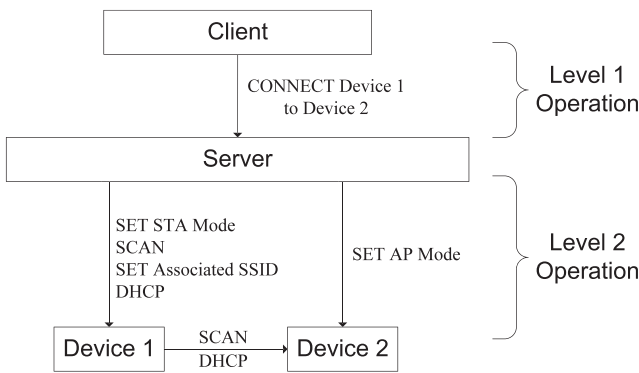 Client
CONNECT Device 1
to Device 2
Level 1
Operation
Server
SET STA Mode
SCAN
SET Associated SSID
DHCP
SET AP Mode
Level 2
Operation
Device 1
SCAN
DHCP
Device 2